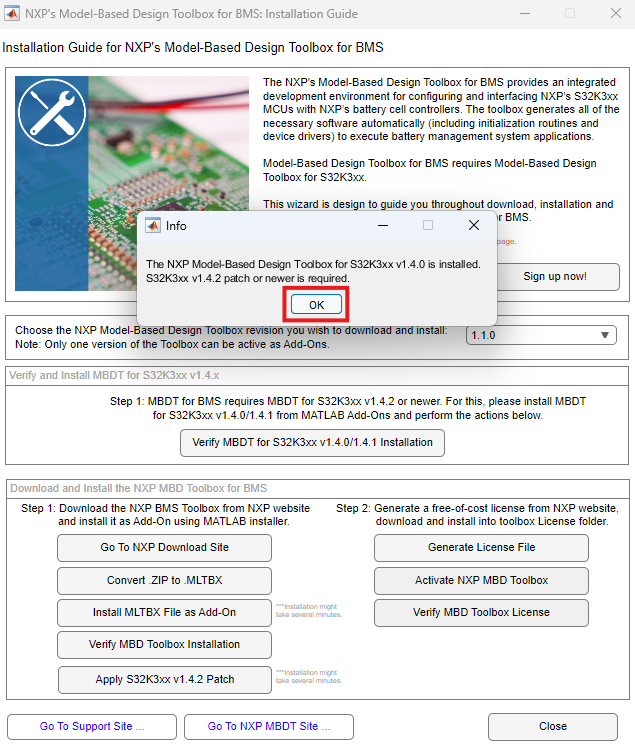 NXP's Model-Based Design Toolbox for BMS: Installation Guide
Installation Guide for NXP's Model-Based Design Toolbox for BMS
The NXP's Model-Based Design Toolbox for BMS provides an integrated
development environment for configuring and interfacing NXP's S32K3xx
MCUs with NXP's battery cell controllers. The toolbox generates all of the
necessary software automatically (including initialization routines and
device drivers) to execute battery management system applications.
Model-Based Design Toolbox for BMS requires Model-Based Design
Toolbox for S32K3xx.
This wizard is design to guide you throughout download, installation and
r BMS.
page.
Info
The NXP Model-Based Design Toolbox for S32K3xx v1.4.0 is installed.
S32K3xx v1.4.2 patch or newer is required.
OK
Sign up now!
Choose the NXP Model-Based Design Toolbox revision you wish to download and install:
Note: Only one version of the Toolbox can be active as Add-Ons.
1.1.0
Verify and Install MBDT for S32K3xx v1.4.x
Step 1: MBDT for BMS requires MBDT for S32K3xx v1.4.2 or newer. For this, please install MBDT
for S32K3xx v1.4.0/1.4.1 from MATLAB Add-Ons and perform the actions below.
Verify MBDT for S32K3xx v1.4.0/1.4.1 Installation
Download and Install the NXP MBD Toolbox for BMS
Step 1: Download the NXP BMS Toolbox from NXP website
and install it as Add-On using MATLAB installer.
Go To NXP Download Site
Convert .ZIP to .MLTBX
Install MLTBX File as Add-On
***Installation might
take several minutes.
Verify MBD Toolbox Installation
Apply S32K3xx v1.4.2 Patch
***Installation might
take several minutes.
Step 2: Generate a free-of-cost license from NXP website,
download and install into toolbox License folder.
Generate License File
Activate NXP MBD Toolbox
Verify MBD Toolbox License
Go To Support Site ...
Go To NXP MBDT Site ...
Close